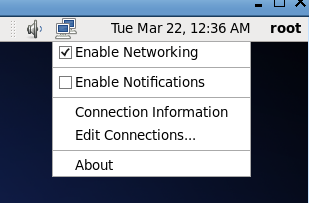 Tue Mar 22, 12:36 AM root
Enable Networking
Enable Notifications
Connection Information
Edit Connections...
About